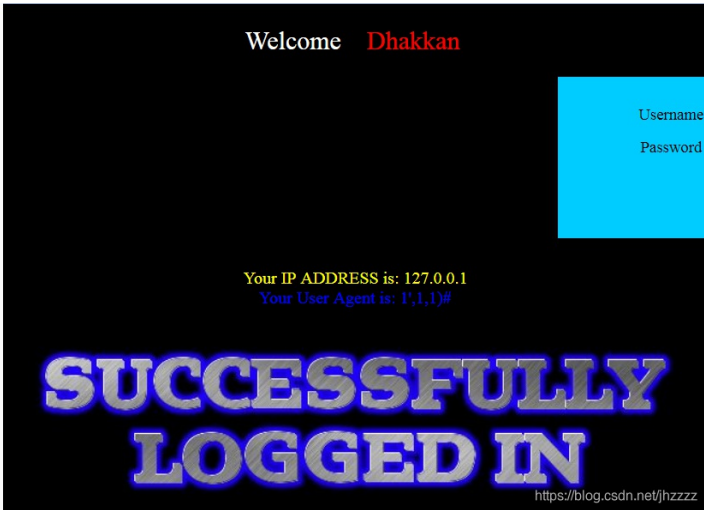 Welcome Dhakkan
Username
Password
Your IP ADDRESS is: 127.0.0.1
Your User Agent is: 1',1,1)#
SUCCESSFULLY
LOGGED IN
https://blog.csdn.net/jhzzzz